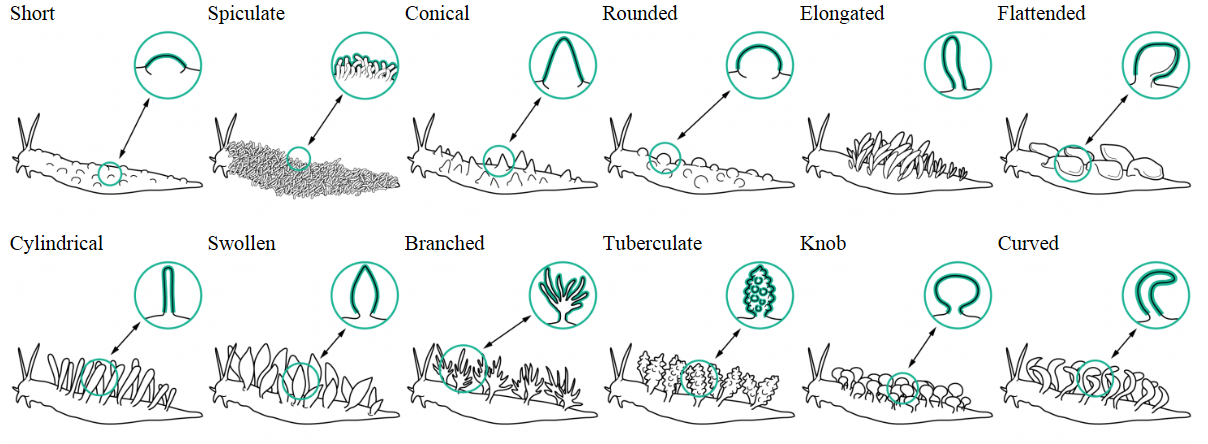 Short
Spiculate
Conical
Rounded
Elongated
Flattended
Cylindrical
Swollen
Branched
Tuberculate
Knob
Curved